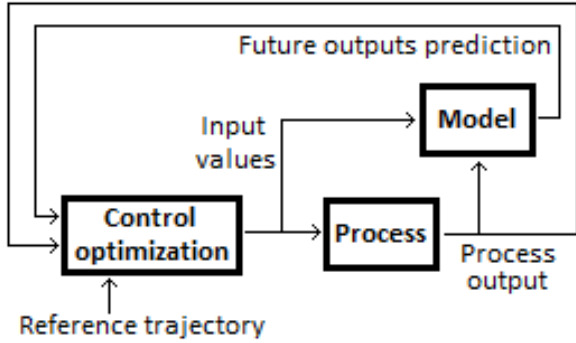 Future outputs prediction
Model
Input
values
Control
optimization
Process
Process
output
Reference trajectory